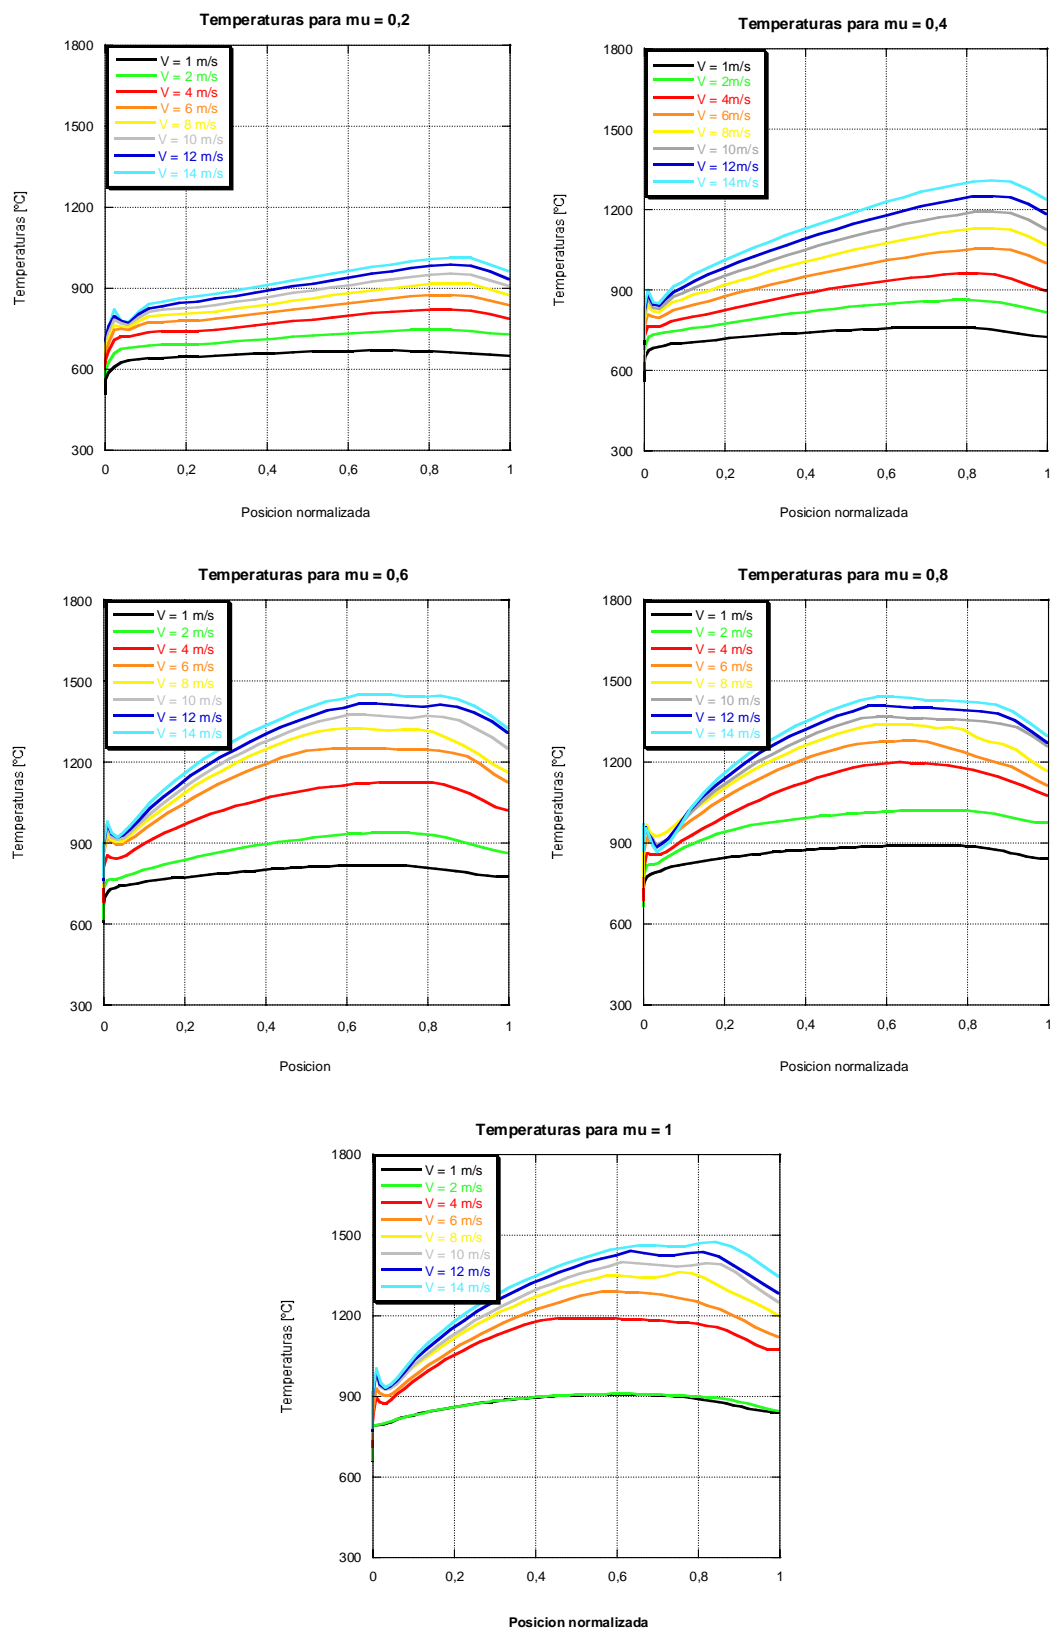 Temperaturas para mu = 0,2
1800
1500
1200
900
600
300
Temperaturas [ºC]
V = 1 m/s
V = 2 m/s
V = 4 m/s
V = 6 m/s
V = 8 m/s
V = 10 m/s
V = 12 m/s
V = 14 m/s
0 0,2 0,4 0,6 0,8 1
Posicion normalizada
Temperaturas para mu = 0,4
1800
1500
1200
900
600
300
Temperaturas [ºC]
V = 1m/s
V = 2m/s
V = 4m/s
V = 6m/s
V = 8m/s
V = 10m/s
V = 12m/s
V = 14m/s
0 0,2 0,4 0,6 0,8 1
Posicion normalizada
Temperaturas para mu = 0,6
1800
1500
1200
900
600
300
Temperaturas [ºC]
V = 1 m/s
V = 2 m/s
V = 4 m/s
V = 6 m/s
V = 8 m/s
V = 10 m/s
V = 12 m/s
V = 14 m/s
0 0,2 0,4 0,6 0,8 1
Posicion
Temperaturas para mu = 0,8
1800
1500
1200
900
600
300
Temperaturas [ºC]
V = 1 m/s
V = 2 m/s
V = 4 m/s
V = 6 m/s
V = 8 m/s
V = 10 m/s
V = 12 m/s
V = 14 m/s
0 0,2 0,4 0,6 0,8 1
Posicion normalizada
Temperaturas para mu = 1
1800
1500
1200
900
600
300
Temperaturas [ºC]
V = 1 m/s
V = 2 m/s
V = 4 m/s
V = 6 m/s
V = 8 m/s
V = 10 m/s
V = 12 m/s
V = 14 m/s
0 0,2 0,4 0,6 0,8 1
Posicion normalizada